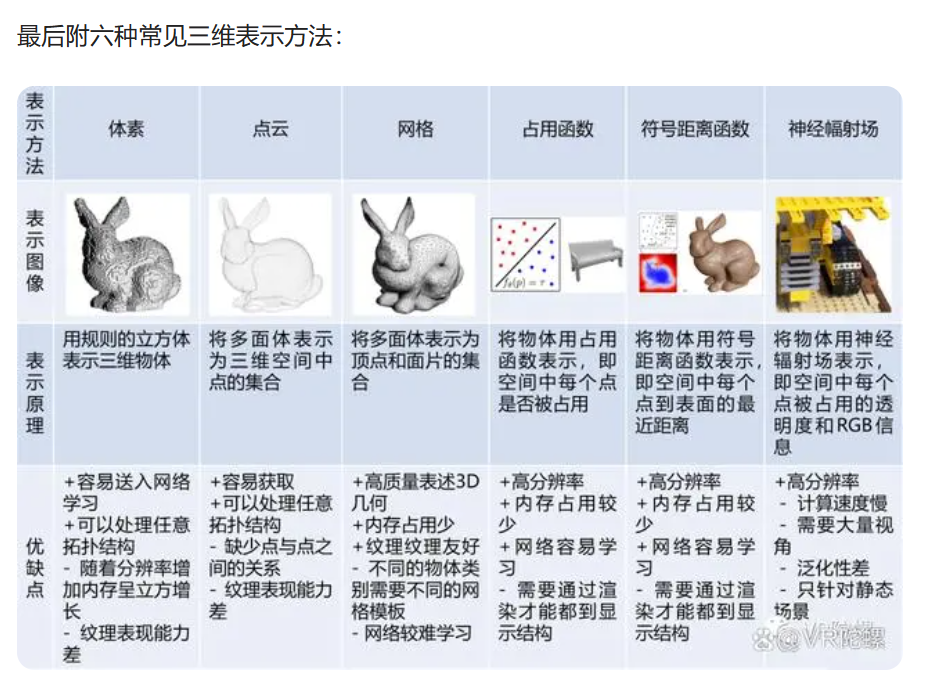 最后附六种常见三维表示方法：
表示方法
体素
点云
网格
占用函数
符号距离函数
神经幅射场
表示图像
fθ(p) = τ
表示原理
用规则的立方体
表示三维物体
将多面体表示
为三维空间中
点的集合
将多面体表示为
顶点和面片的集
合
将物体用占用
函数表示，即
空间中每个点
是否被占用
将物体用符号
距离函数表示，
即空间中每个
点到表面的最
近距离
将物体用神经
辐射场表示，
即空间中每个
点被占用的透
明度和RGB信
息
优缺点
+容易送入网络
学习
+可以处理任意
拓扑结构
- 随着分辨率增
加内存呈立方增
长
- 纹理表现能力
差
+容易获取
+可以处理任意
拓扑结构
- 缺少点与点之
间的关系
- 纹理表现能力
差
+高质量表述3D
几何
+内存占用少
+纹理纹理友好
- 不同的物体类
别需要不同的网
格模板
- 网络较难学习
+高分辨率
+内存占用较
少
+网络容易学
习
- 需要通过渲
染才能都到显
示结构
+高分辨率
+内存占用较
少
+网络容易学
习
- 需要通过渲
染才能都到显
示结构
+高分辨率
- 计算速度慢
- 需要大量视
角
- 泛化性差
- 只针对静态
场景
@VR陀螺